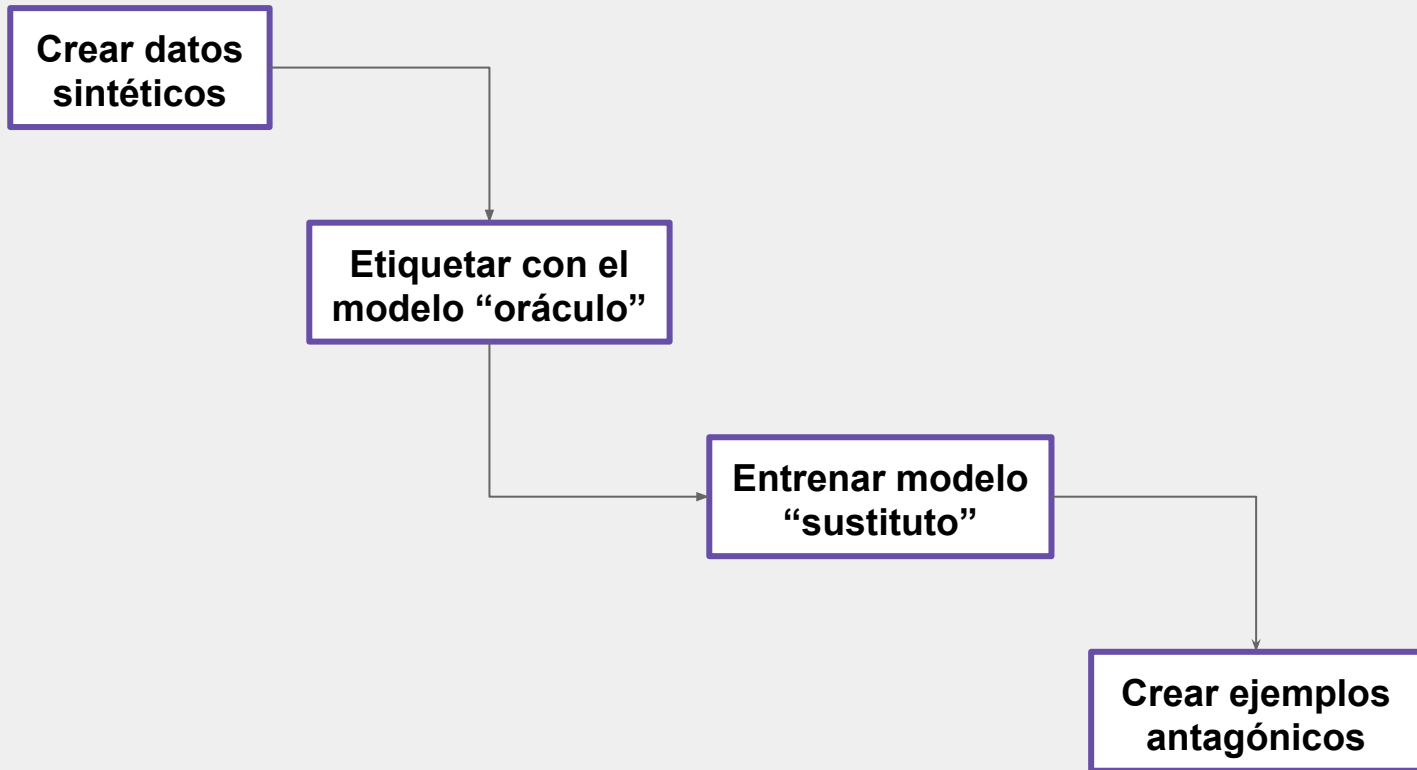 Crear datos
sintéticos
Etiquetar con el
modelo “oráculo”
Entrenar modelo
“sustituto”
Crear ejemplos
antagónicos